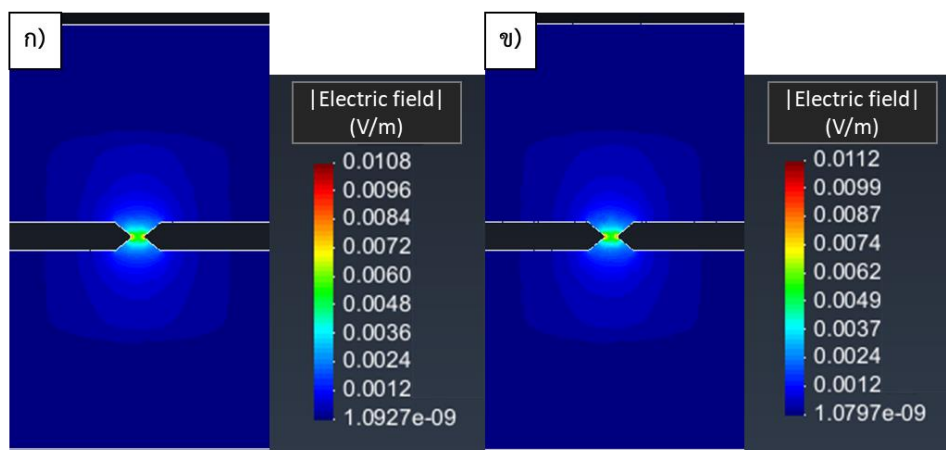 ก)
|Electric field|
(V/m)
0.0108
0.0096
0.0084
0.0072
0.0060
0.0048
0.0036
0.0024
0.0012
1.0927e-09
ข)
|Electric field|
(V/m)
0.0112
0.0099
0.0087
0.0074
0.0062
0.0049
0.0037
0.0024
0.0012
1.0797e-09